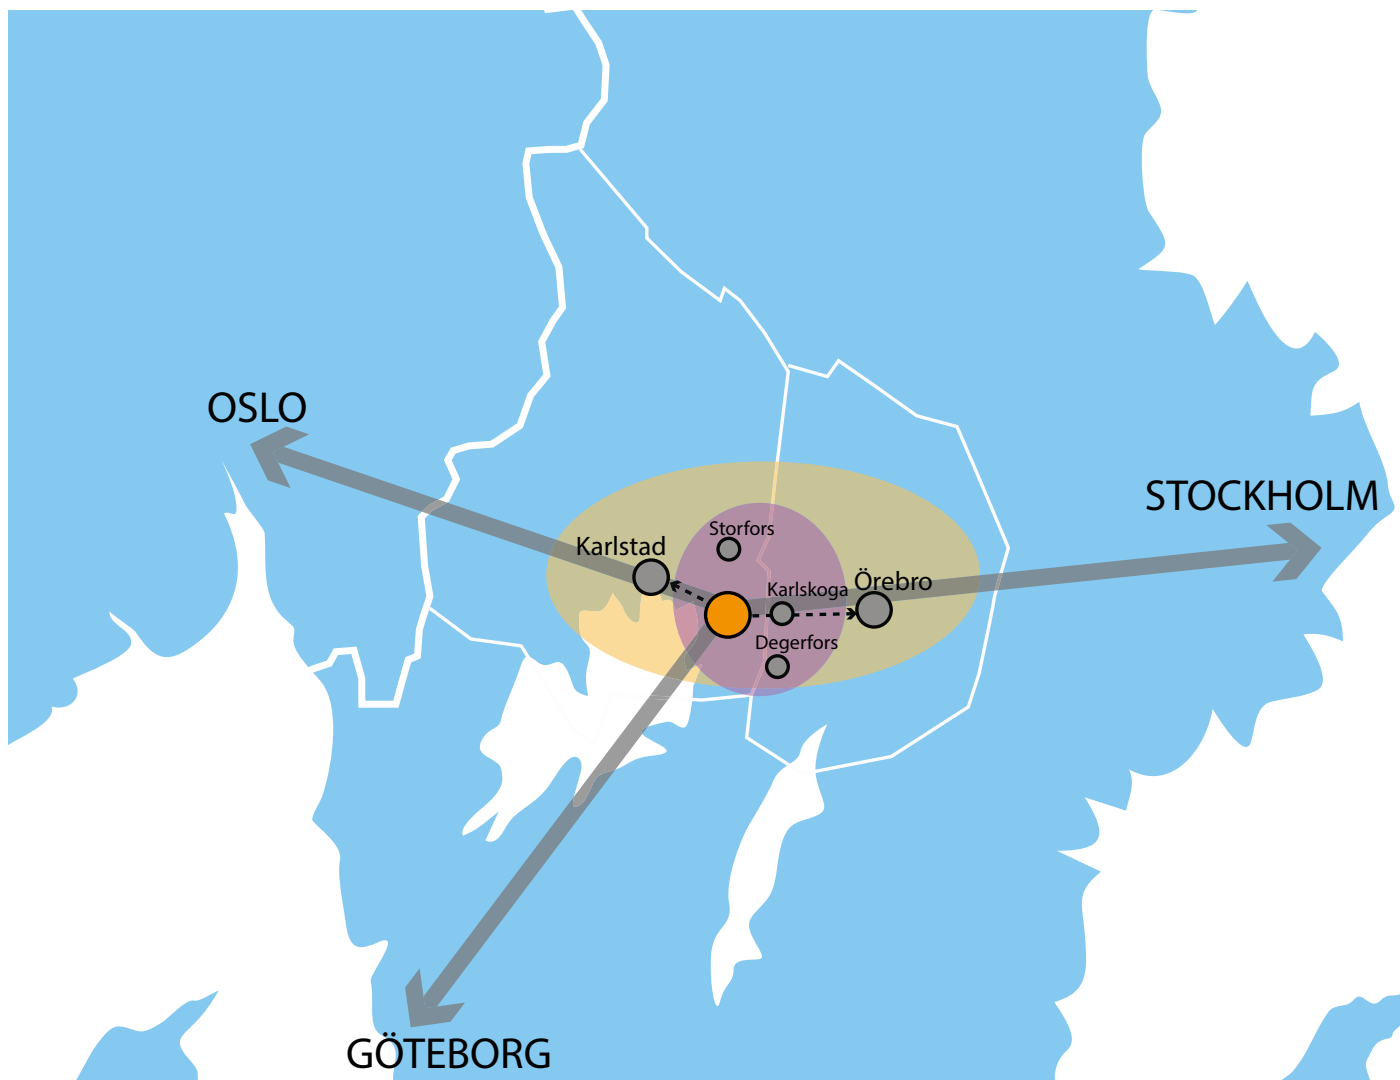 OSLO
STOCKHOLM
Storfors
Karlstad
Karlskoga
Örebro
Degerfors
GÖTEBORG